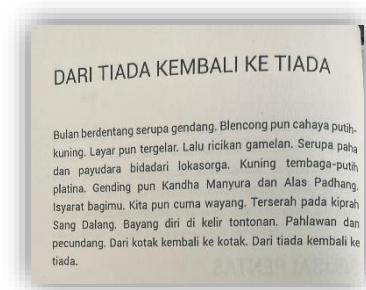 DARI TIADA KEMBALI KE TIADA
Bulan berdentang serupa gendang. Blencong pun cahaya putih-
kuning. Layar pun tergelar. Lalu ricikan gamelan. Serupa paha
dan payudara bidadari lokasorga. Kuning tembaga-putih
platina. Gending pun Kandha Manyura dan Alas Padhang.
Isyarat bagimu. Kita pun cuma wayang. Terserah pada kiprah
Sang Dalang. Bayang diri di kelir tontonan. Pahlawan dan
pecundang. Dari kotak kembali ke kotak. Dari tiada kembali ke
tiada.